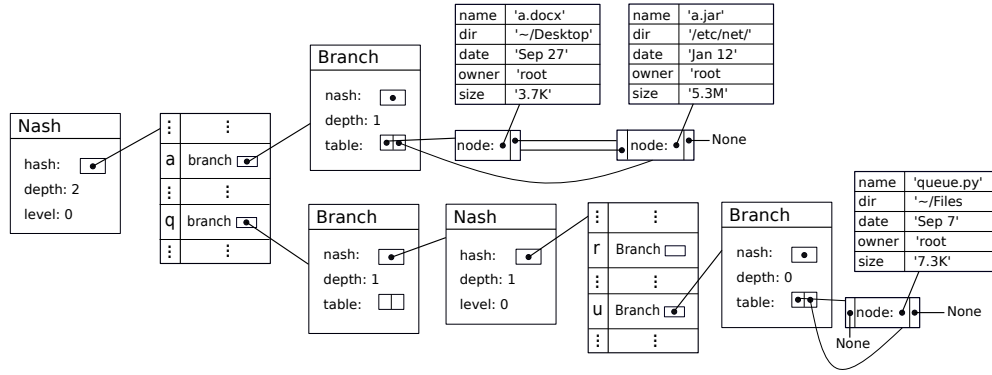 Nash
hash:
depth: 2
level: 0
⋮ ⋮
a branch
⋮ ⋮
q branch
⋮ ⋮
Branch
nash:
depth: 1
table:
name 'a.docx'
dir '~/Desktop'
date 'Sep 27'
owner 'root
size '3.7K'
node:
name 'a.jar'
dir '/etc/net/'
date 'Jan 12'
owner 'root
size '5.3M'
node:
None
Branch
nash:
depth: 1
table:
Nash
hash:
depth: 1
level: 0
⋮ ⋮
r Branch
⋮ ⋮
u Branch
⋮ ⋮
Branch
nash:
depth: 0
table:
name 'queue.py'
dir '~/Files
date 'Sep 7'
owner 'root
size '7.3K'
node:
None
None